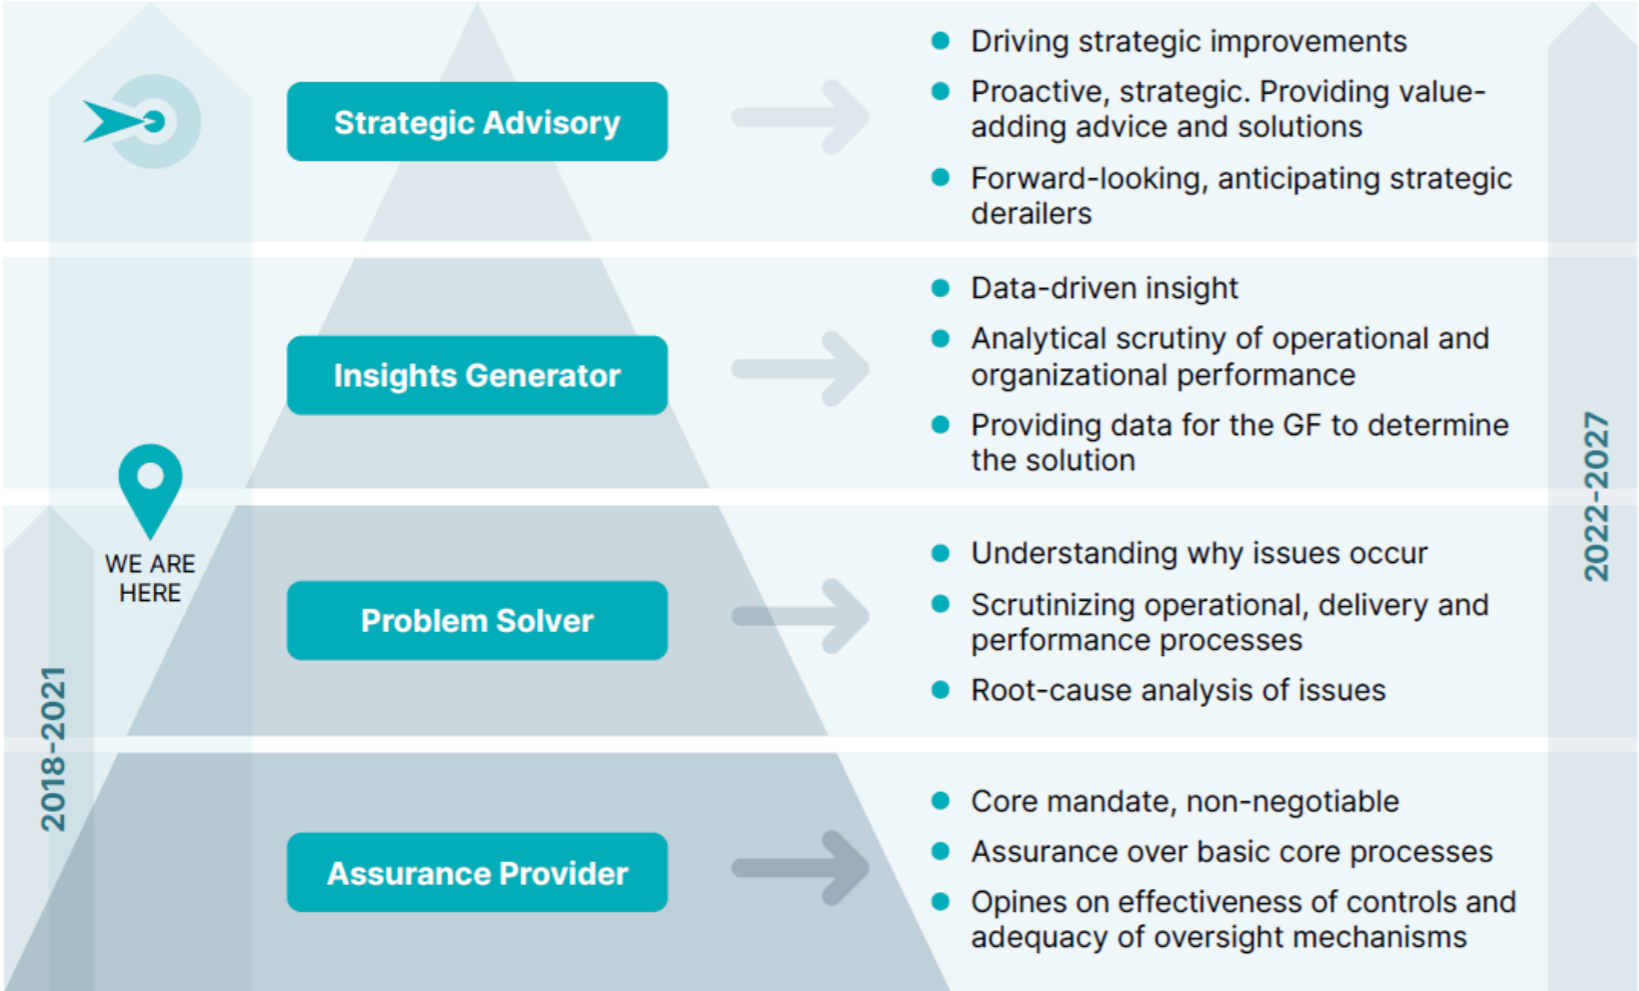 Strategic Advisory
Driving strategic improvements
Proactive, strategic. Providing value-
adding advice and solutions
Forward-looking, anticipating strategic
derailers
Insights Generator
Data-driven insight
Analytical scrutiny of operational and
organizational performance
Providing data for the GF to determine
the solution
WE ARE
HERE
Problem Solver
Understanding why issues occur
Scrutinizing operational, delivery and
performance processes
Root-cause analysis of issues
Assurance Provider
Core mandate, non-negotiable
Assurance over basic core processes
Opines on effectiveness of controls and
adequacy of oversight mechanisms
2018-2021
2022-2027